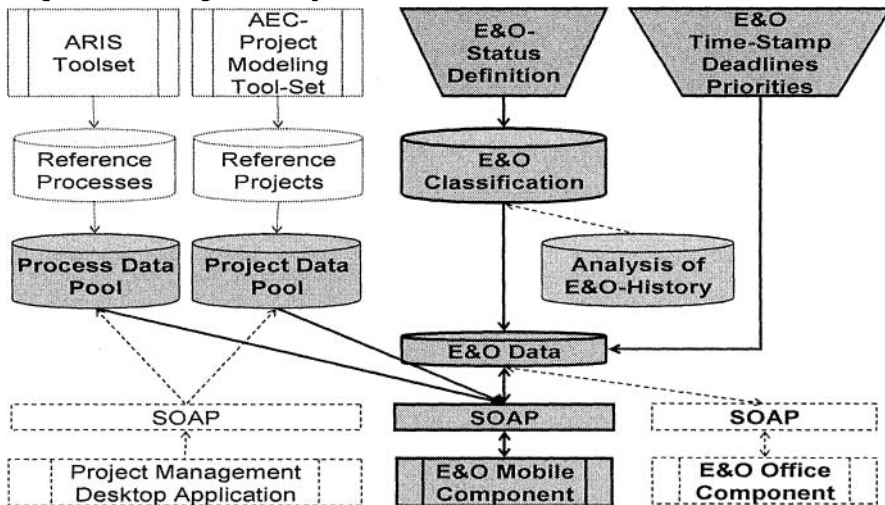 ARIS
Toolset
AEC-
Project
Modeling
Tool-Set
E&O-
Status
Definition
E&O
Time-Stamp
Deadlines
Priorities
Reference
Processes
Reference
Projects
E&O
Classification
Process Data
Pool
Project Data
Pool
Analysis of
E&O-History
E&O Data
SOAP
SOAP
SOAP
Project Management
Desktop Application
E&O Mobile
Component
E&O Office
Component